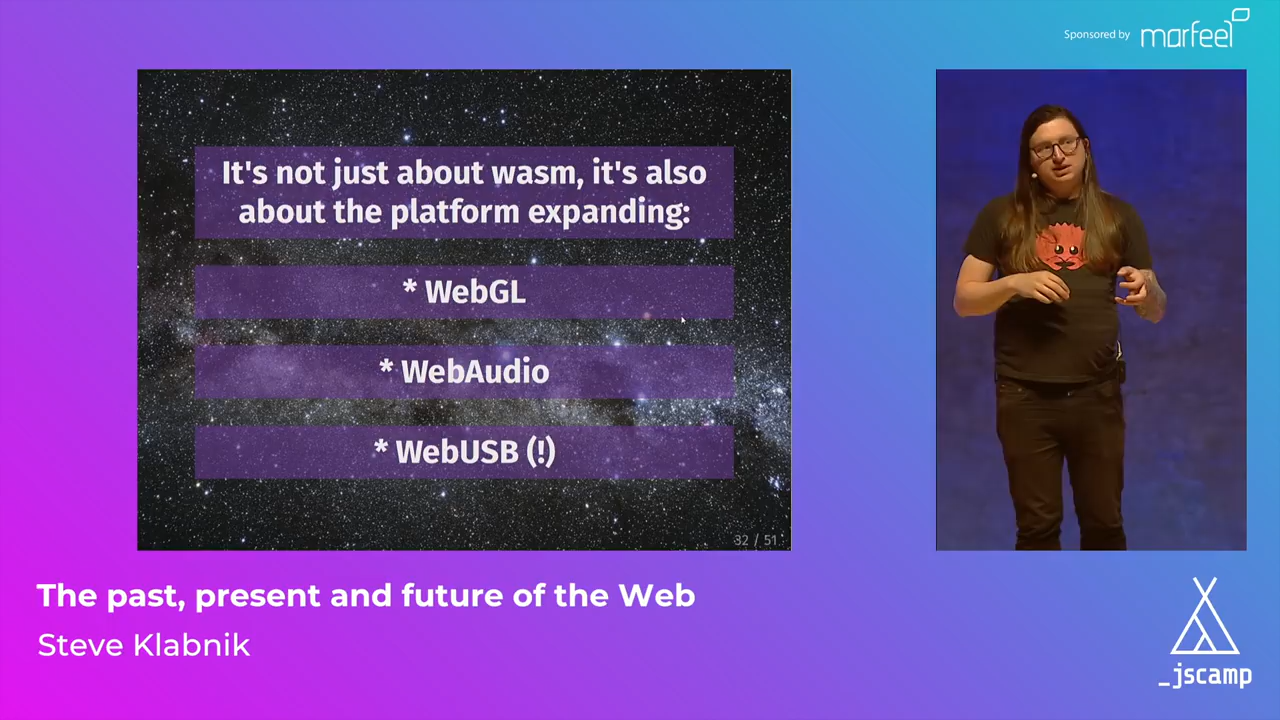 Sponsored by marfeel
It's not just about wasm, it's also
about the platform expanding:
* WebGL
* WebAudio
* WebUSB (!)
32 / 51
The past, present and future of the Web
Steve Klabnik
_jscamp